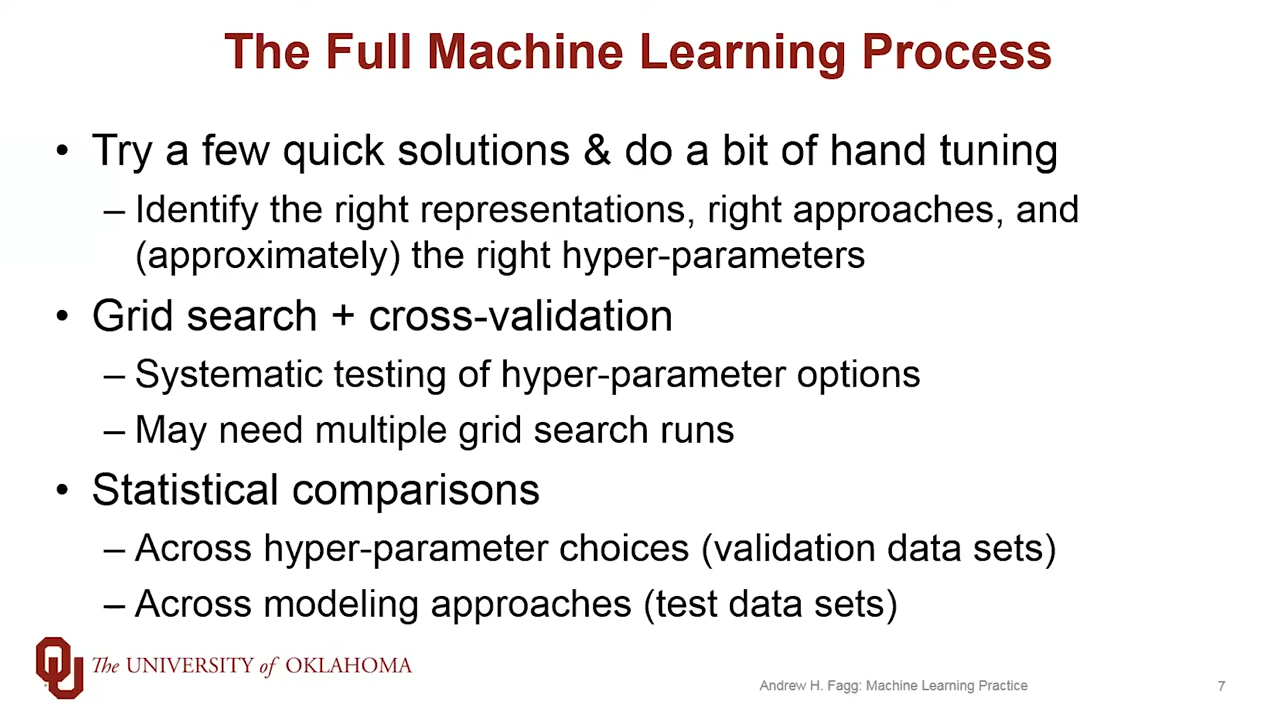 The Full Machine Learning Process
• Try a few quick solutions & do a bit of hand tuning
– Identify the right representations, right approaches, and
(approximately) the right hyper-parameters
• Grid search + cross-validation
– Systematic testing of hyper-parameter options
– May need multiple grid search runs
• Statistical comparisons
– Across hyper-parameter choices (validation data sets)
– Across modeling approaches (test data sets)
The UNIVERSITY of OKLAHOMA
Andrew H. Fagg: Machine Learning Practice
7